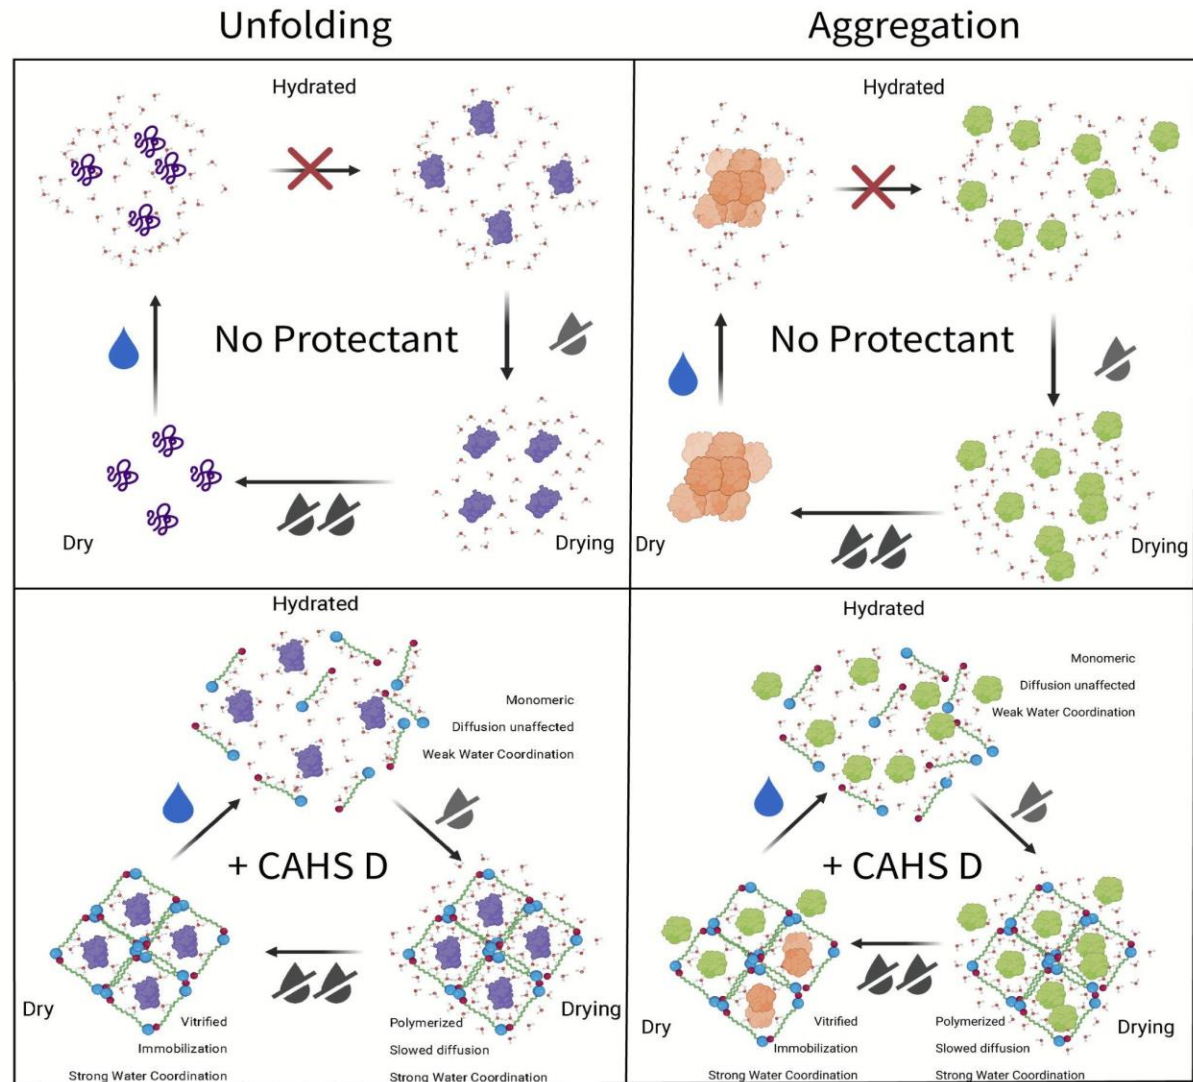 Unfolding
Aggregation
Hydrated
No Protectant
Dry
Drying
Hydrated
No Protectant
Dry
Drying
Hydrated
Monomeric
Diffusion unaffected
Weak Water Coordination
+ CAHS D
Dry
Vitrified
Immobilization
Strong Water Coordination
Polymerized
Slowed diffusion
Strong Water Coordination
Drying
Hydrated
Monomeric
Diffusion unaffected
Weak Water Coordination
+ CAHS D
Dry
Vitrified
Immobilization
Strong Water Coordination
Polymerized
Slowed diffusion
Strong Water Coordination
Drying